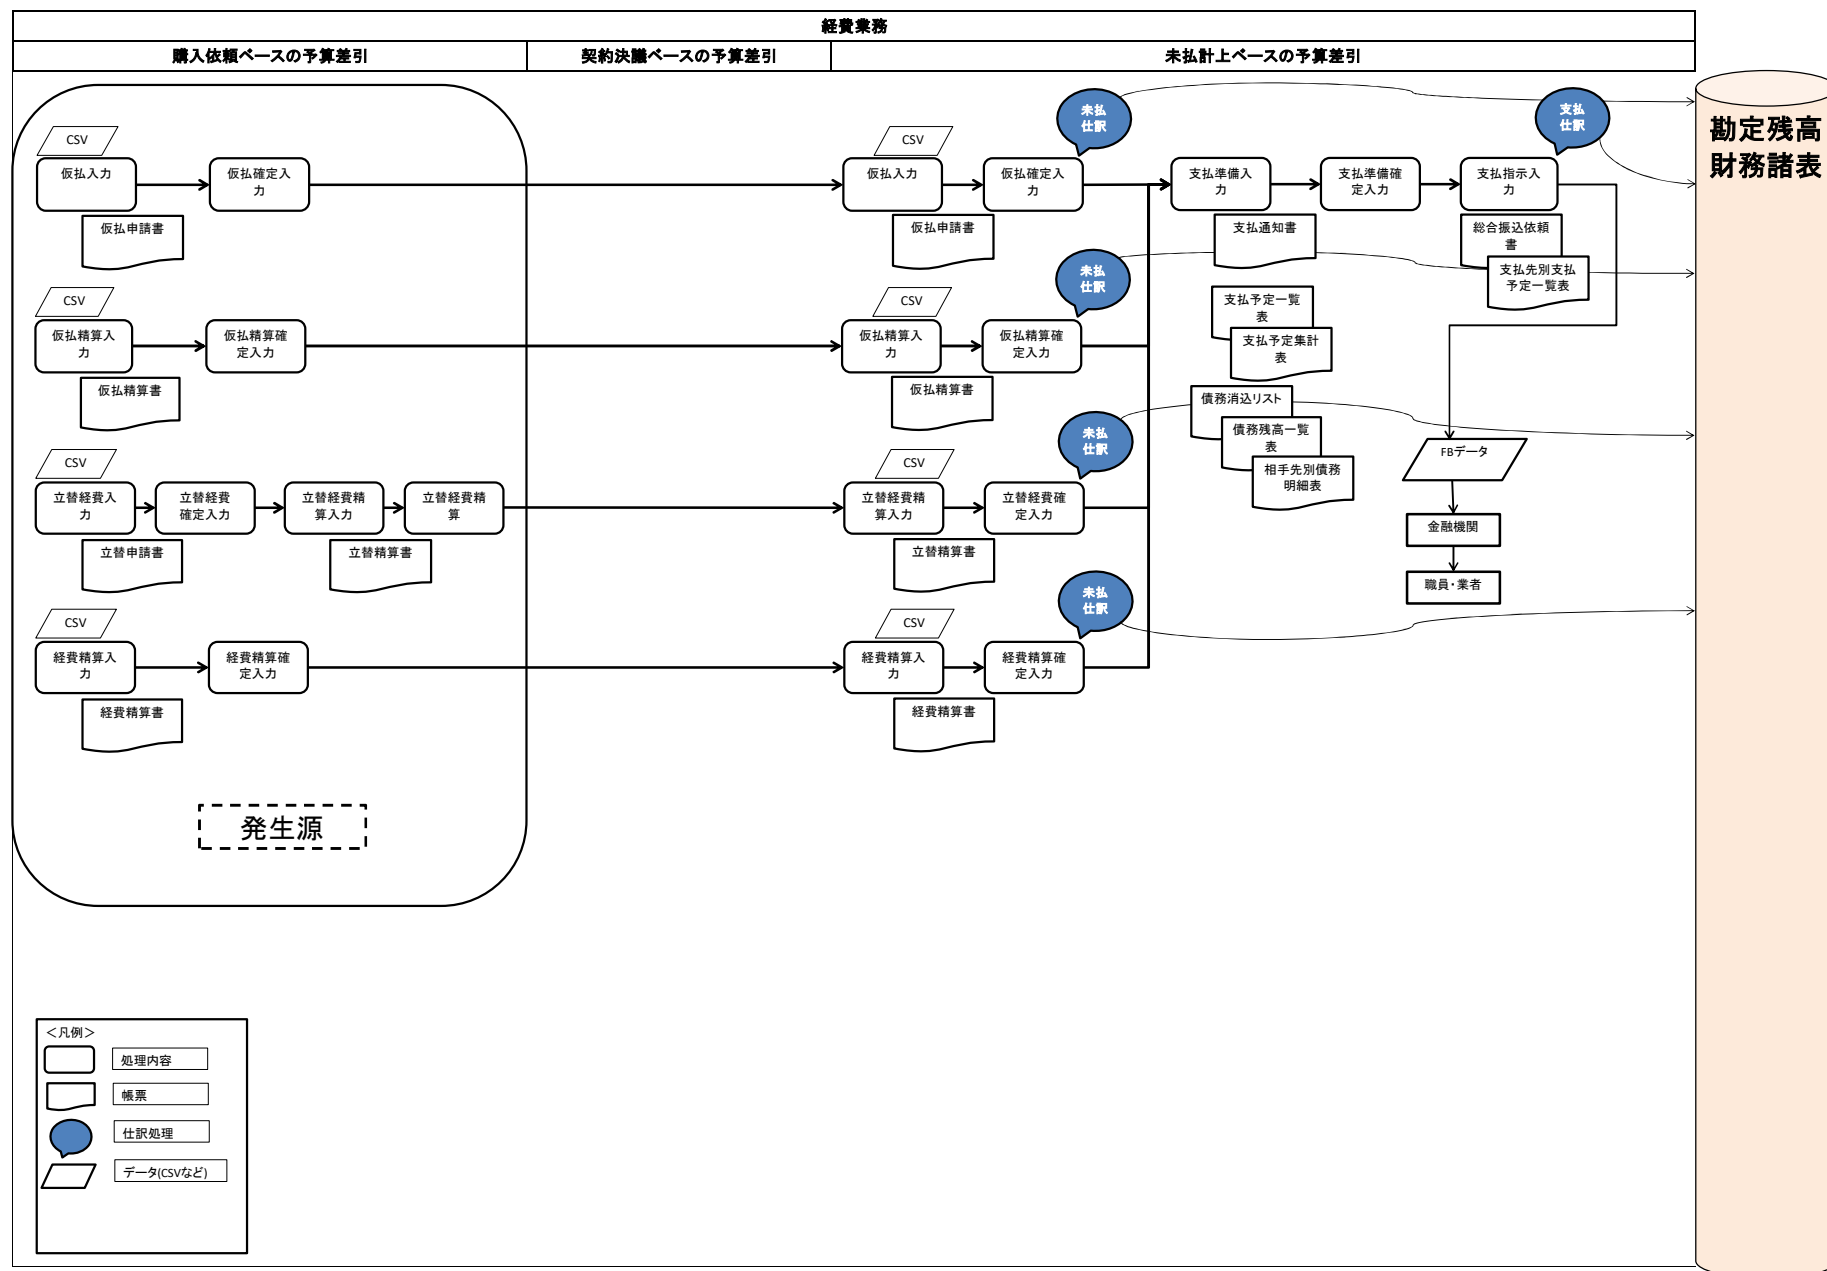 経費業務
購入依頼ベースの予算差引
契約決議ベースの予算差引
未払計上ベースの予算差引
勘定残高
財務諸表
未払
仕訳
支払
仕訳
CSV
仮払入力
仮払確定入
力
仮払申請書
CSV
仮払入力
仮払確定入
力
仮払申請書
支払準備入
力
支払準備確
定入力
支払指示入
力
支払通知書
総合振込依頼
書
支払先別支払
予定一覧表
未払
仕訳
CSV
仮払精算入
力
仮払精算確
定入力
仮払精算書
CSV
仮払精算入
力
仮払精算確
定入力
仮払精算書
支払予定一覧
表
支払予定集計
表
債務消込リスト
債務残高一覧
表
相手先別債務
明細表
未払
仕訳
CSV
立替経費入
力
立替経費
確定入力
立替経費精
算入力
立替経費精
算
立替申請書
立替精算書
CSV
立替経費精
算入力
立替経費確
定入力
立替精算書
FBデータ
金融機関
職員・業者
未払
仕訳
CSV
経費精算入
力
経費精算確
定入力
経費精算書
CSV
経費精算入
力
経費精算確
定入力
経費精算書
発生源
＜凡例＞
処理内容
帳票
仕訳処理
データ(CSVなど)